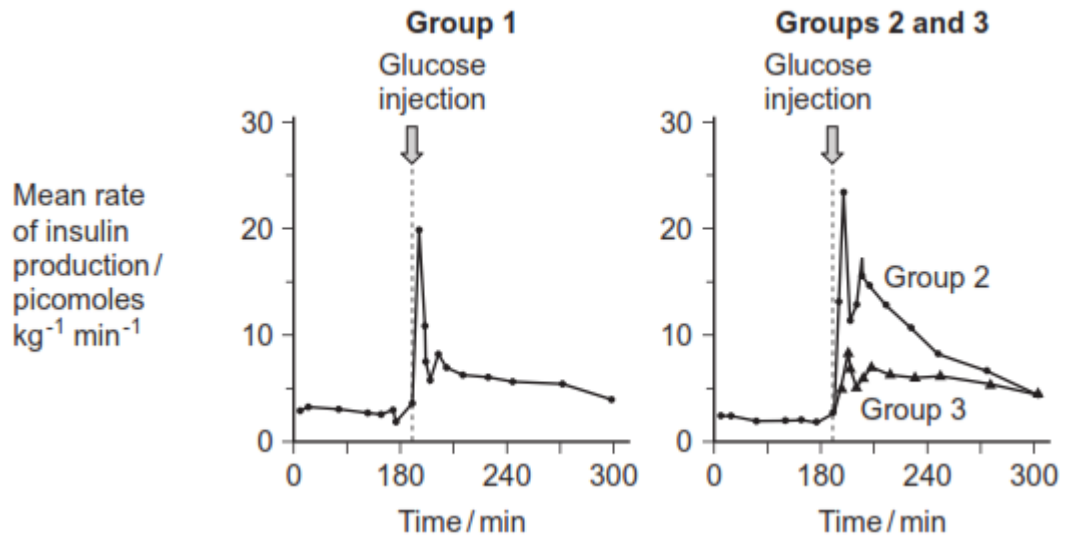 Group 1
Glucose
injection
Mean rate
of insulin
production /
picomoles
kg⁻¹ min⁻¹
30
20
10
0
0
180
240
300
Time / min
Groups 2 and 3
Glucose
injection
30
20
10
0
Group 2
Group 3
0
180
240
300
Time / min